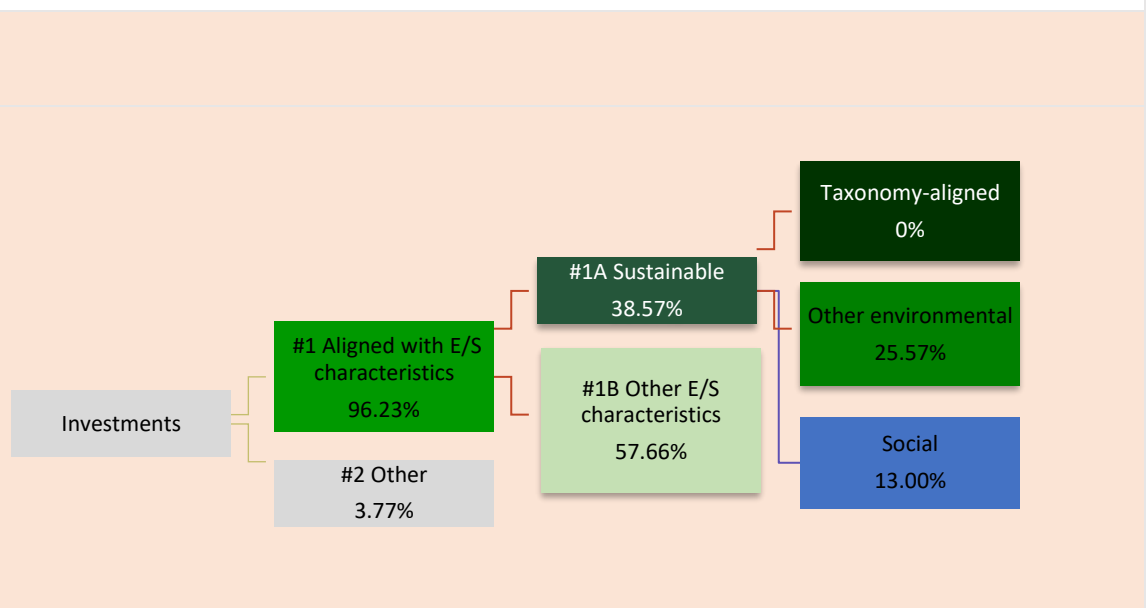 Investments
#1 Aligned with E/S
characteristics
96.23%
#2 Other
3.77%
#1A Sustainable
38.57%
#1B Other E/S
characteristics
57.66%
Taxonomy-aligned
0%
Other environmental
25.57%
Social
13.00%